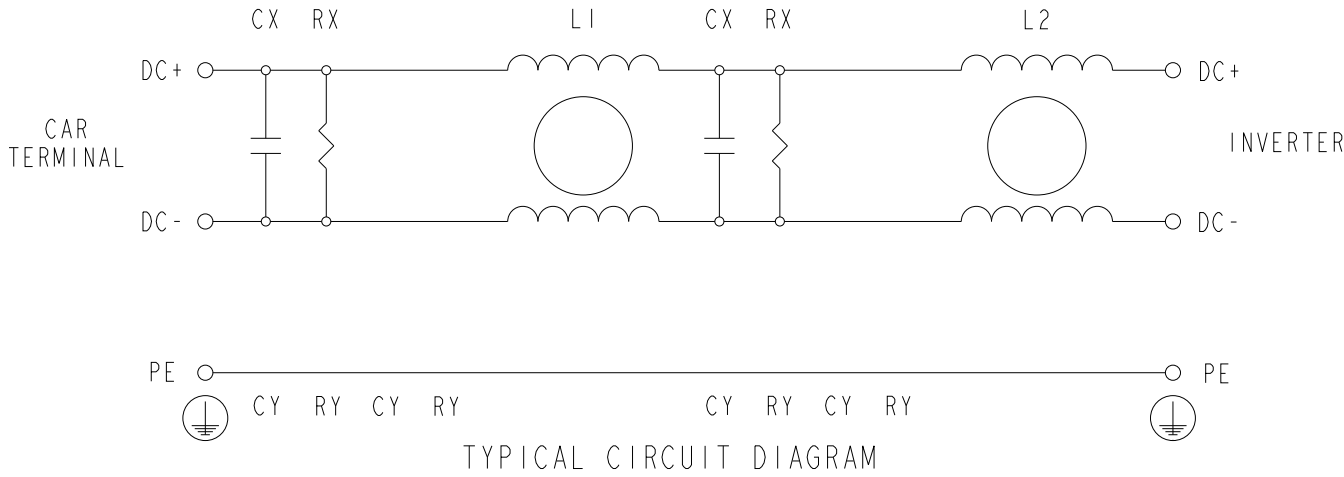 CX RX L1 CX RX L2
DC+ DC+
CAR
TERMINAL
INVERTER
DC- DC-
PE PE
CY RY CY RY CY RY CY RY
TYPICAL CIRCUIT DIAGRAM